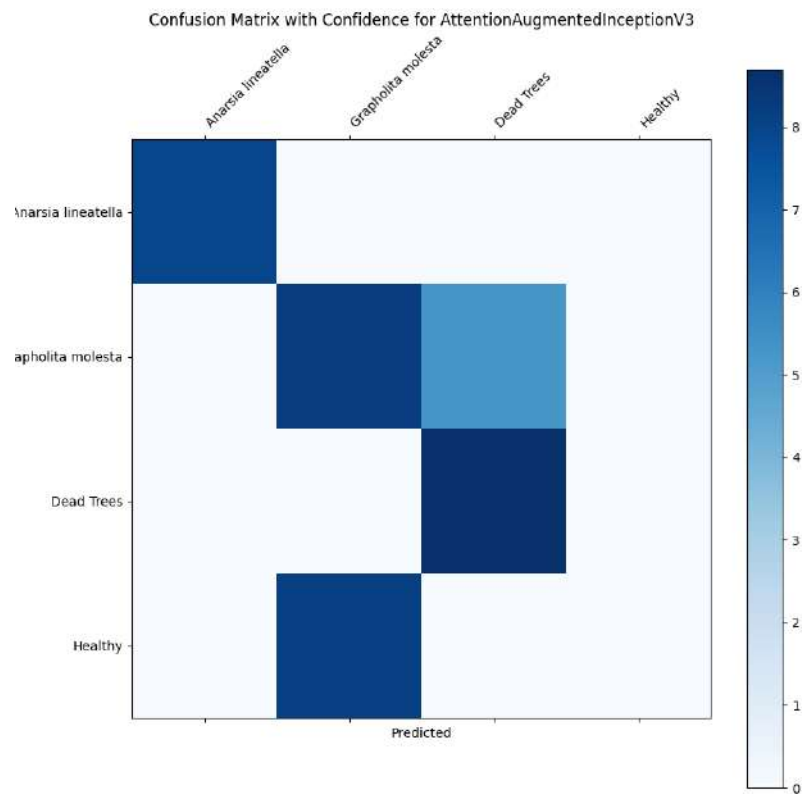 Confusion Matrix with Confidence for AttentionAugmentedInceptionV3
Anarsia lineatella
Grapholita molesta
Dead Trees
Healthy
Anarsia lineatella
apholita molesta
Dead Trees
Healthy
Predicted
8
7
6
5
4
3
2
1
0